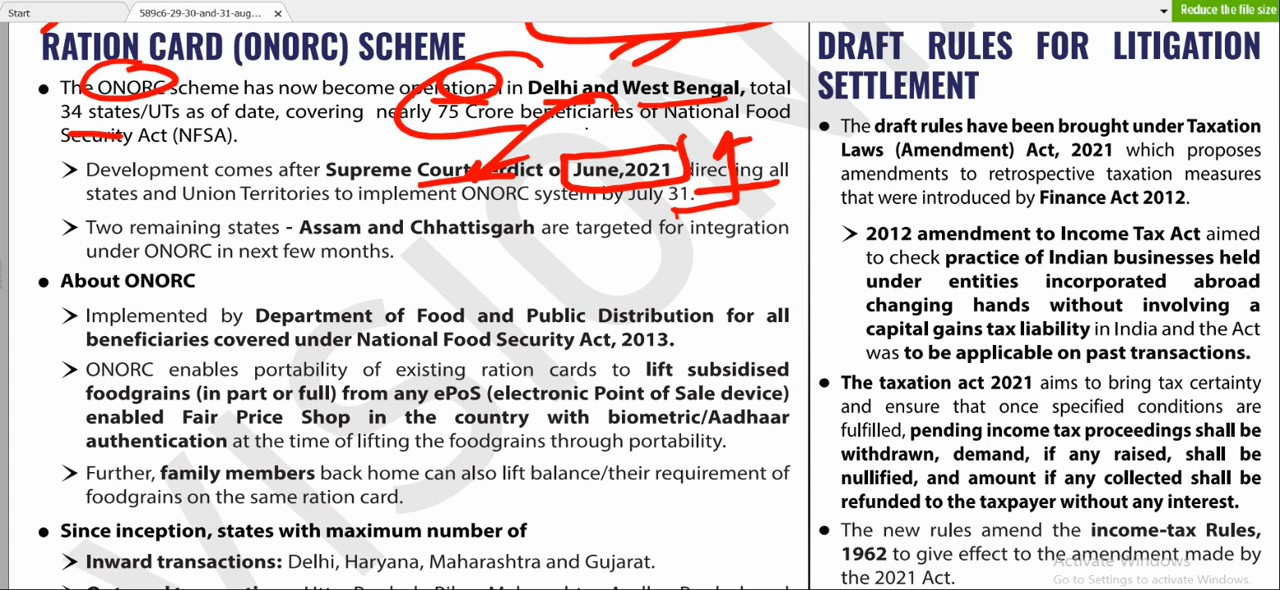 Start
589c6-29-30-and-31-aug...
Reduce the file size
RATION CARD (ONORC) SCHEME
● The ONORC scheme has now become operational in Delhi and West Bengal, total
34 states/UTs as of date, covering nearly 75 Crore beneficiaries of National Food
Security Act (NFSA).
➢ Development comes after Supreme Court verdict of June,2021 directing all
states and Union Territories to implement ONORC system by July 31.
➢ Two remaining states - Assam and Chhattisgarh are targeted for integration
under ONORC in next few months.
● About ONORC
➢ Implemented by Department of Food and Public Distribution for all
beneficiaries covered under National Food Security Act, 2013.
➢ ONORC enables portability of existing ration cards to lift subsidised
foodgrains (in part or full) from any ePoS (electronic Point of Sale device)
enabled Fair Price Shop in the country with biometric/Aadhaar
authentication at the time of lifting the foodgrains through portability.
➢ Further, family members back home can also lift balance/their requirement of
foodgrains on the same ration card.
● Since inception, states with maximum number of
➢ Inward transactions: Delhi, Haryana, Maharashtra and Gujarat.
DRAFT RULES FOR LITIGATION
SETTLEMENT
● The draft rules have been brought under Taxation
Laws (Amendment) Act, 2021 which proposes
amendments to retrospective taxation measures
that were introduced by Finance Act 2012.
➢ 2012 amendment to Income Tax Act aimed
to check practice of Indian businesses held
under entities incorporated abroad
changing hands without involving a
capital gains tax liability in India and the Act
was to be applicable on past transactions.
● The taxation act 2021 aims to bring tax certainty
and ensure that once specified conditions are
fulfilled, pending income tax proceedings shall be
withdrawn, demand, if any raised, shall be
nullified, and amount if any collected shall be
refunded to the taxpayer without any interest.
● The new rules amend the income-tax Rules,
1962 to give effect to the amendment made by
the 2021 Act.
Activate Windows
Go to Settings to activate Windows.
VISION